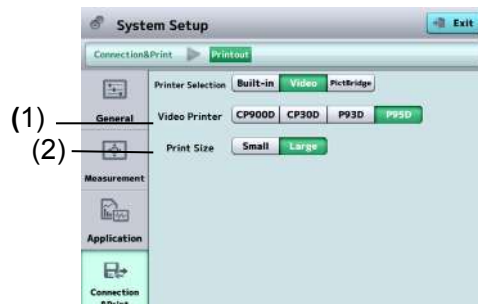 System Setup
Exit
Connection&Print
Printout
Printer Selection
Built-in
Video
PictBridge
General
(1)
Video Printer
CP900D
CP30D
P93D
P95D
(2)
Print Size
Small
Large
Measurement
Application
Connection
&Print